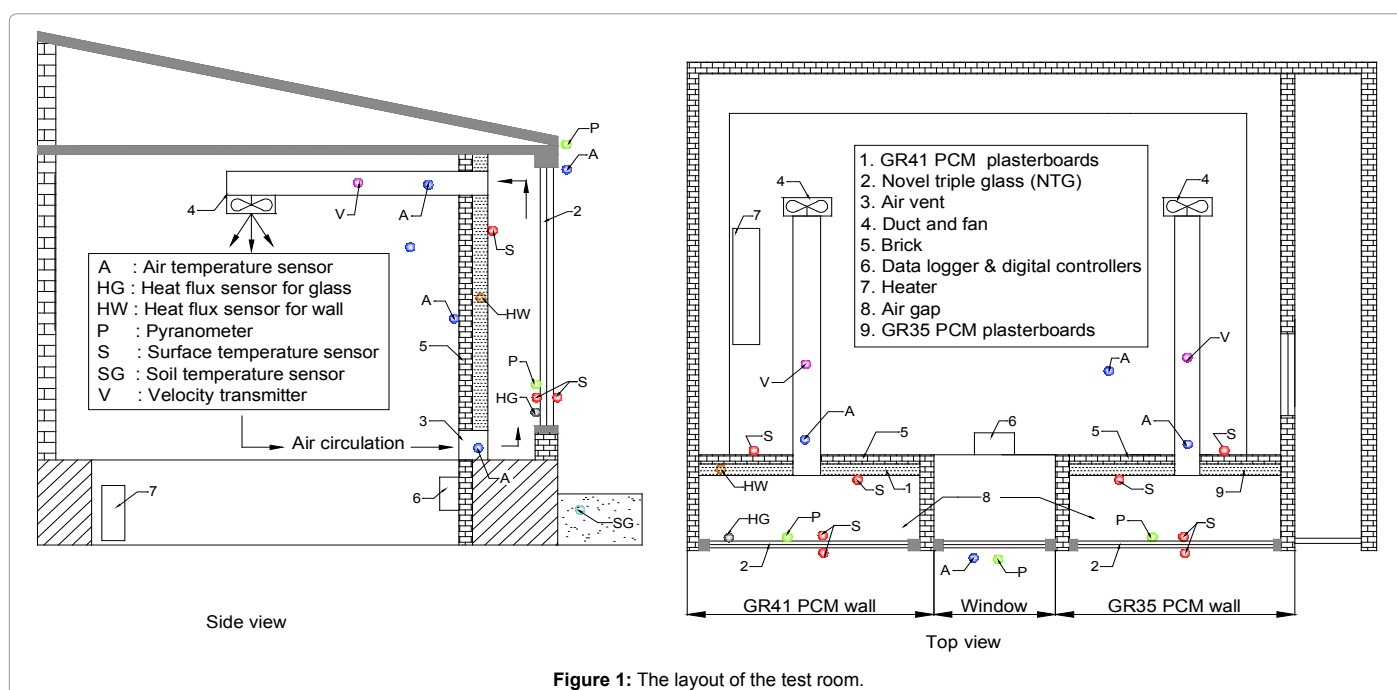 P
A
4
V
A
2
S
A : Air temperature sensor
HG : Heat flux sensor for glass
HW : Heat flux sensor for wall
P : Pyranometer
S : Surface temperature sensor
SG : Soil temperature sensor
V : Velocity transmitter
A
HW
5
P
S
HG
3
Air circulation
A
7
6
SG
Side view
1. GR41 PCM plasterboards
2. Novel triple glass (NTG)
3. Air vent
4. Duct and fan
5. Brick
6. Data logger & digital controllers
7. Heater
8. Air gap
9. GR35 PCM plasterboards
4
4
7
V
V
A
A
A
S
5
6
5
S
HW
S
1
8
S
9
HG
P
S
P
S
2
A
P
2
GR41 PCM wall
Window
GR35 PCM wall
Top view
Figure 1: The layout of the test room.